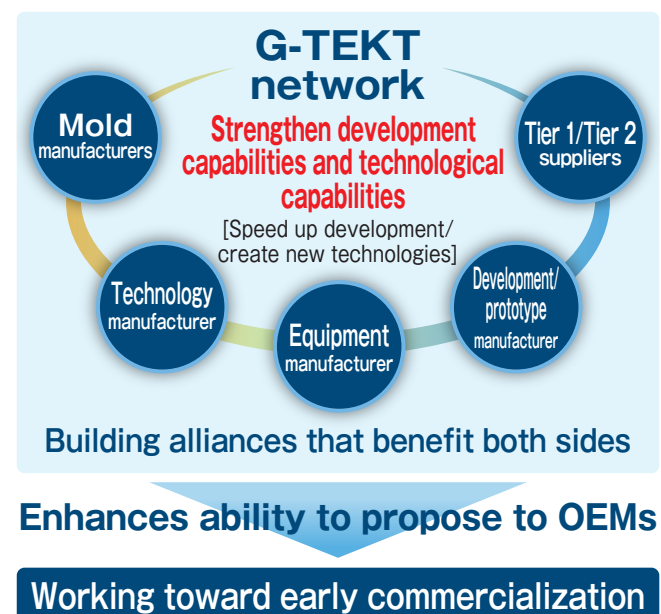 G-TEKT
network
Strengthen development
capabilities and technological
capabilities
[Speed up development/
create new technologies]
Mold
manufacturers
Technology
manufacturer
Equipment
manufacturer
Development/
prototype
manufacturer
Tier 1/Tier 2
suppliers
Building alliances that benefit both sides
Enhances ability to propose to OEMs
Working toward early commercialization